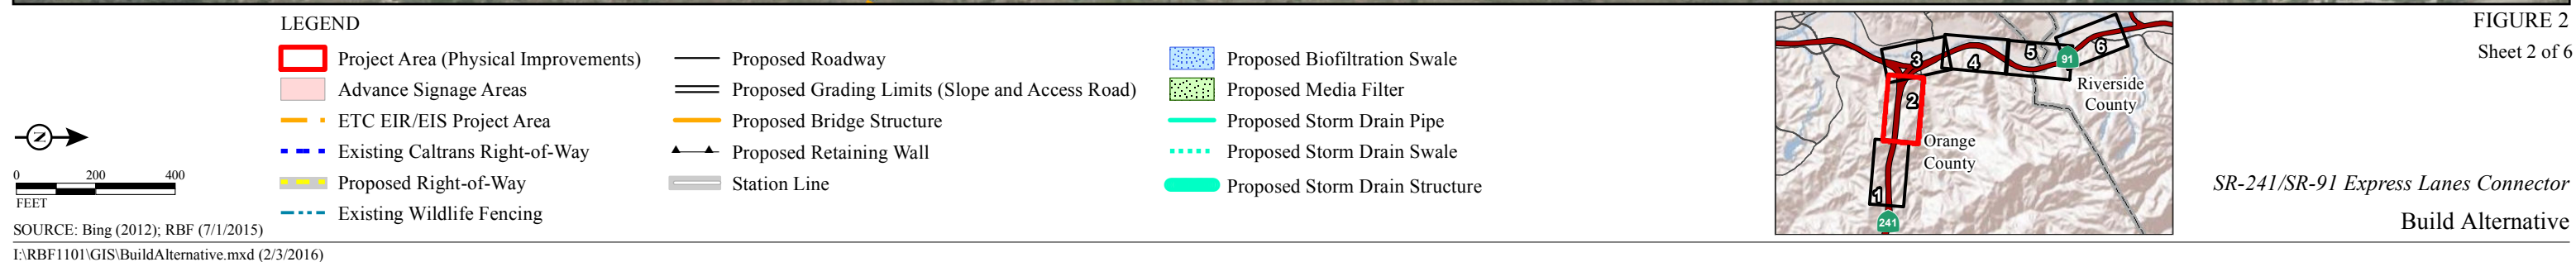 LEGEND
Project Area (Physical Improvements)
Advance Signage Areas
ETC EIR/EIS Project Area
Existing Caltrans Right-of-Way
Proposed Right-of-Way
Existing Wildlife Fencing
Proposed Roadway
Proposed Grading Limits (Slope and Access Road)
Proposed Bridge Structure
Proposed Retaining Wall
Station Line
Proposed Biofiltration Swale
Proposed Media Filter
Proposed Storm Drain Pipe
Proposed Storm Drain Swale
Proposed Storm Drain Structure
N
0 200 400
FEET
SOURCE: Bing (2012); RBF (7/1/2015)
I:\RBF1101\GIS\BuildAlternative.mxd (2/3/2016)
3
4
5
91
6
2
Riverside
County
Orange
County
1
241
FIGURE 2
Sheet 2 of 6
SR-241/SR-91 Express Lanes Connector
Build Alternative